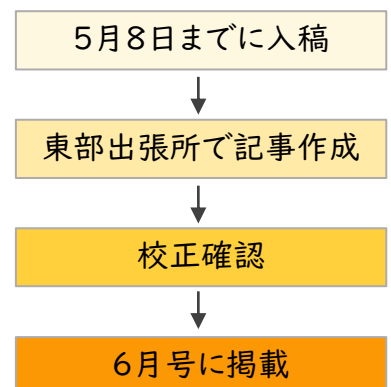 5月8日までに入稿
東部出張所で記事作成
校正確認
6月号に掲載